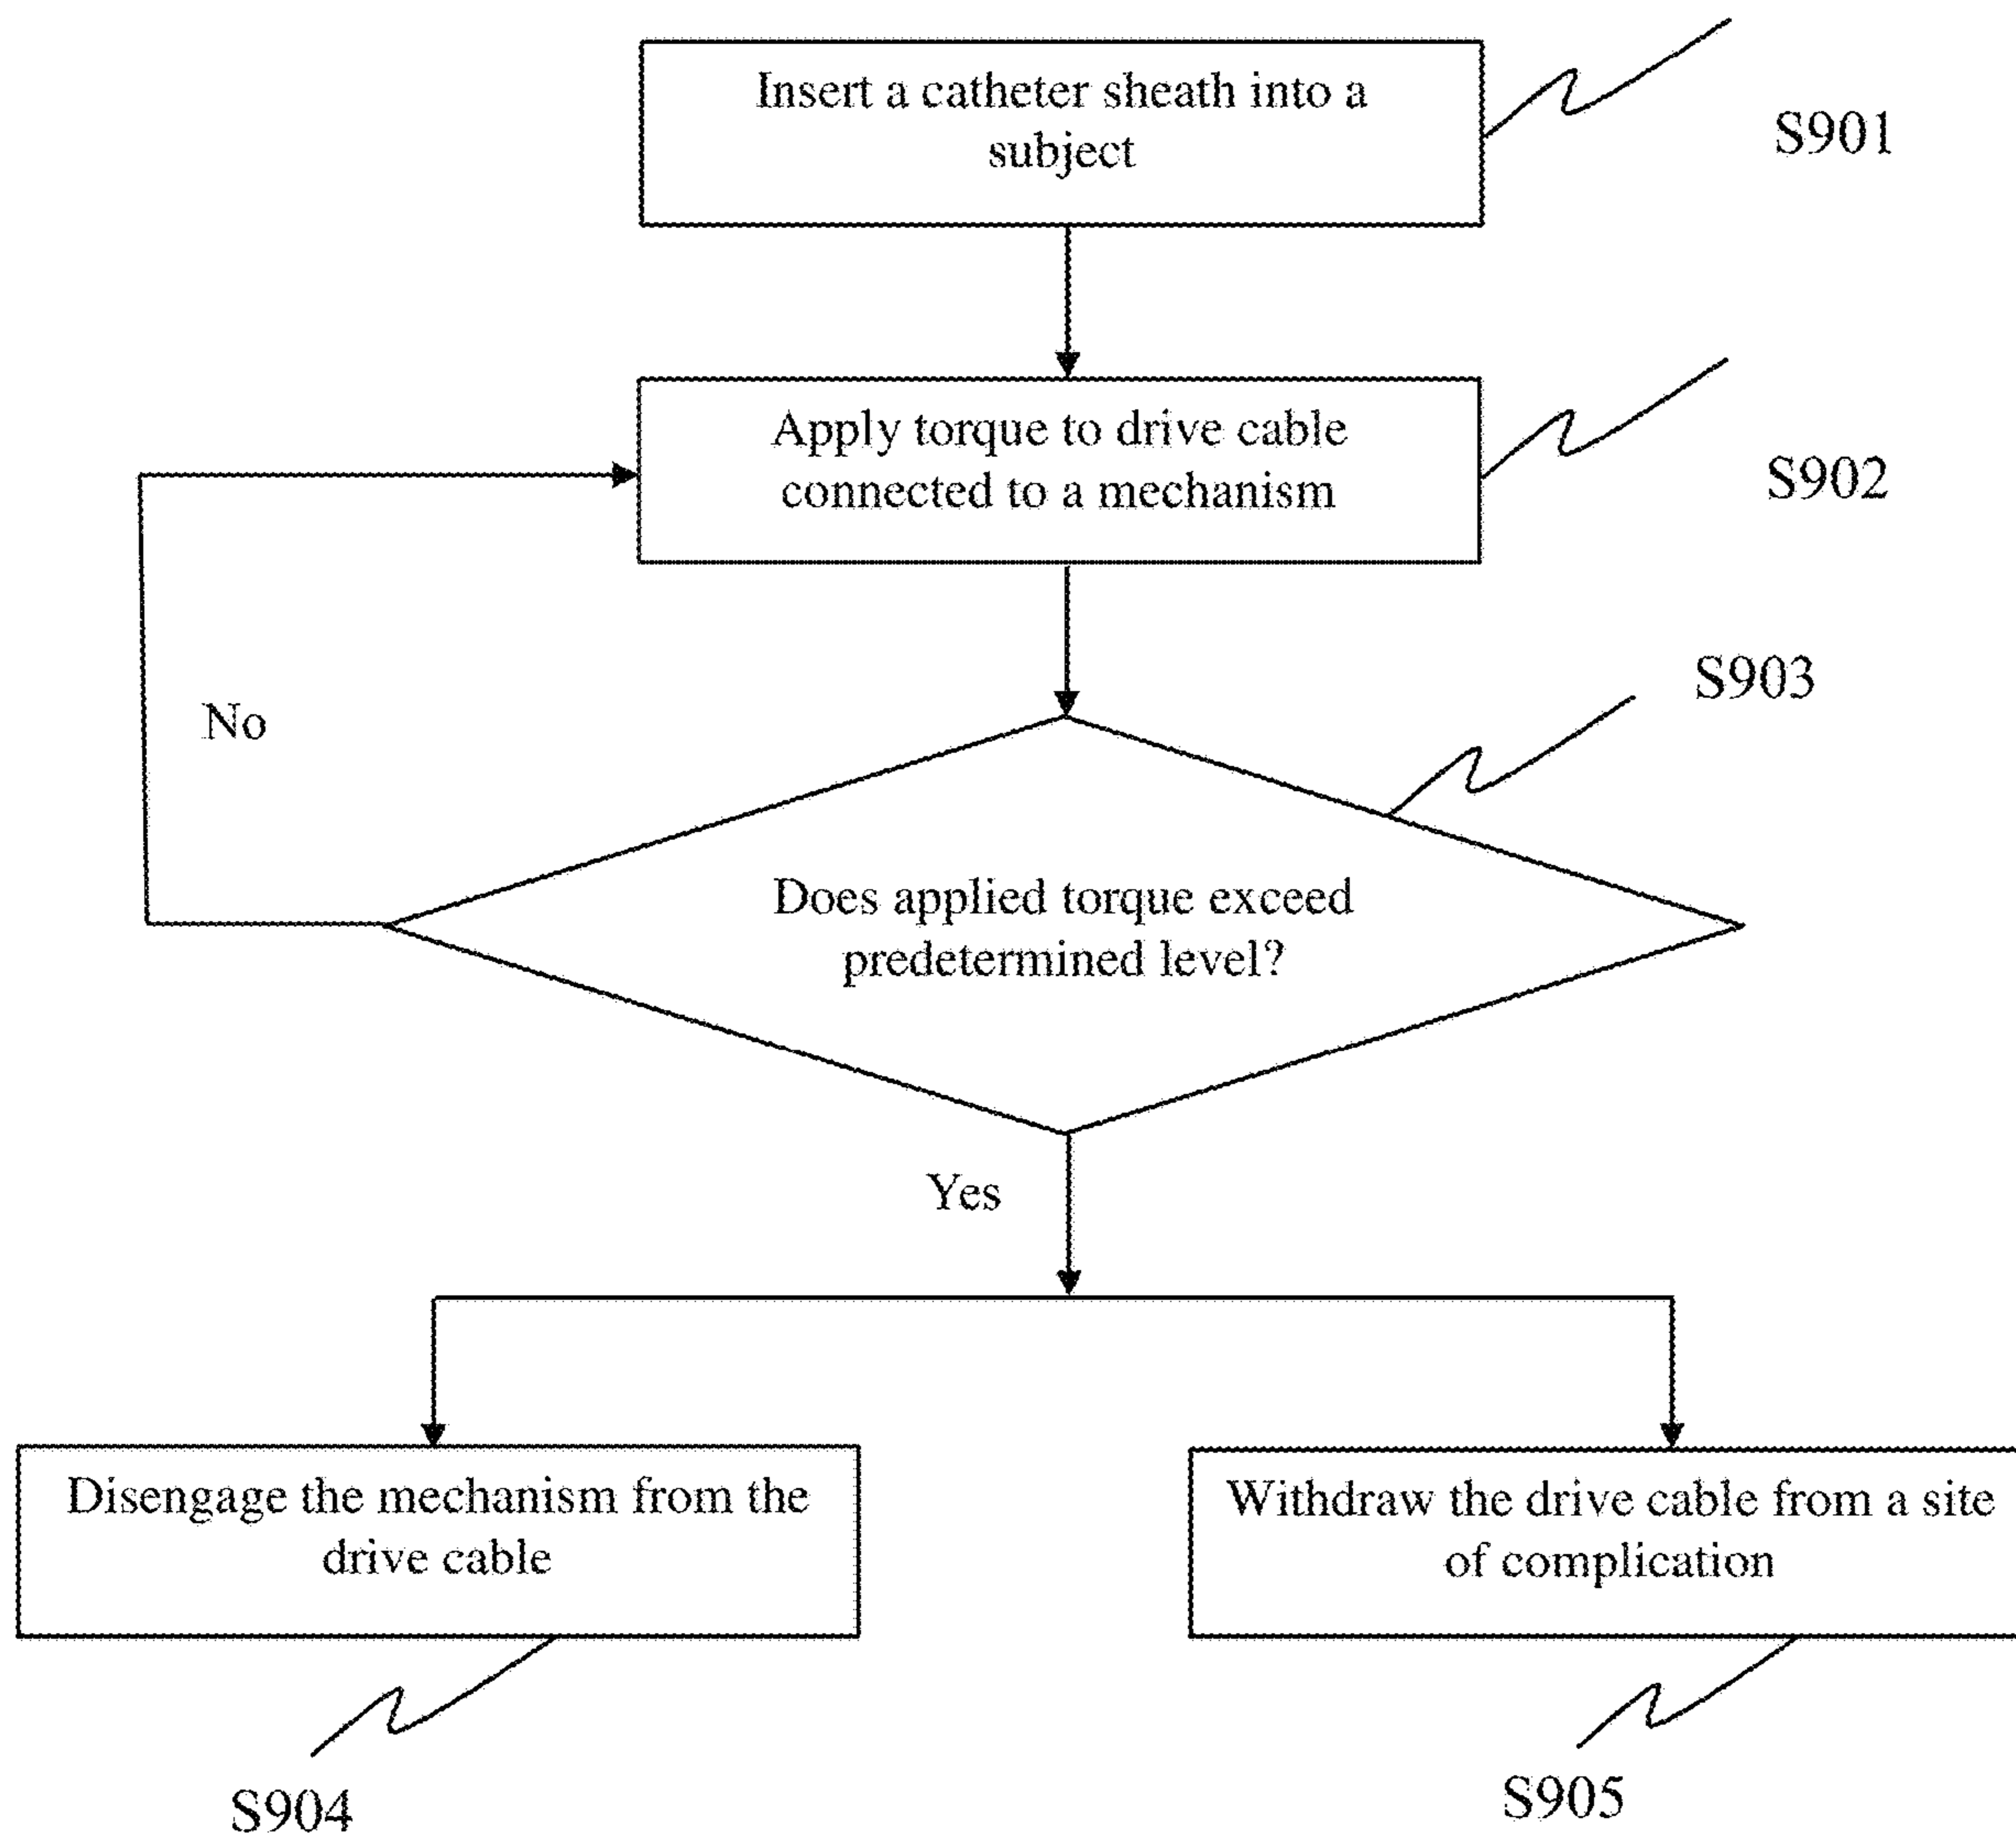 Insert a catheter sheath into a
subject
S901
Apply torque to drive cable
connected to a mechanism
S902
S903
No
Does applied torque exceed
predetermined level?
Yes
Disengage the mechanism from the
drive cable
Withdraw the drive cable from a site
of complication
S904
S905